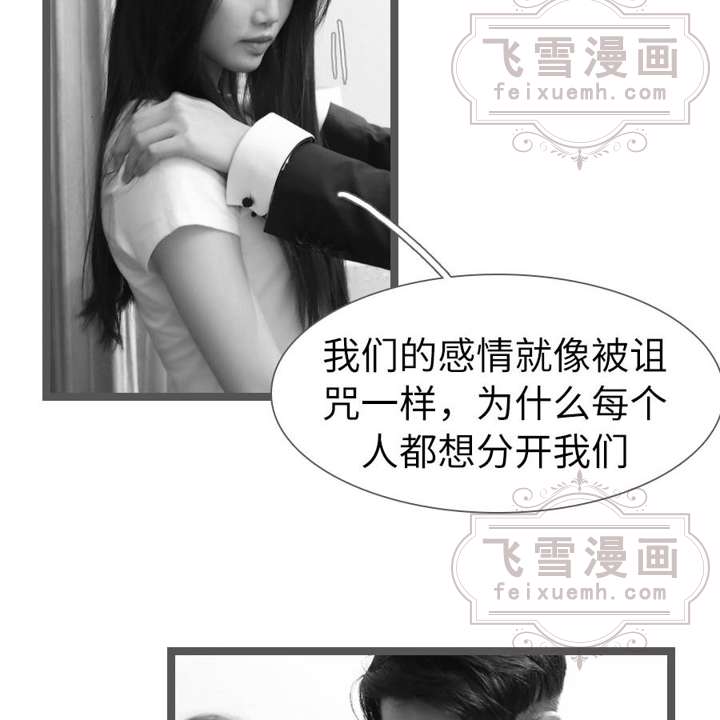 飞雪漫画
feixuemh.com
我们的感情就像被诅
咒一样，为什么每个
人都想分开我们
飞雪漫画
feixuemh.com